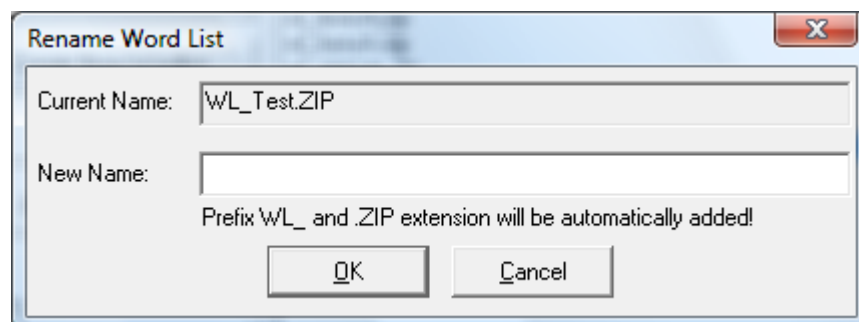 Rename Word List
Current Name: WL_Test.ZIP
New Name:
Prefix WL_ and .ZIP extension will be automatically added!
OK Cancel